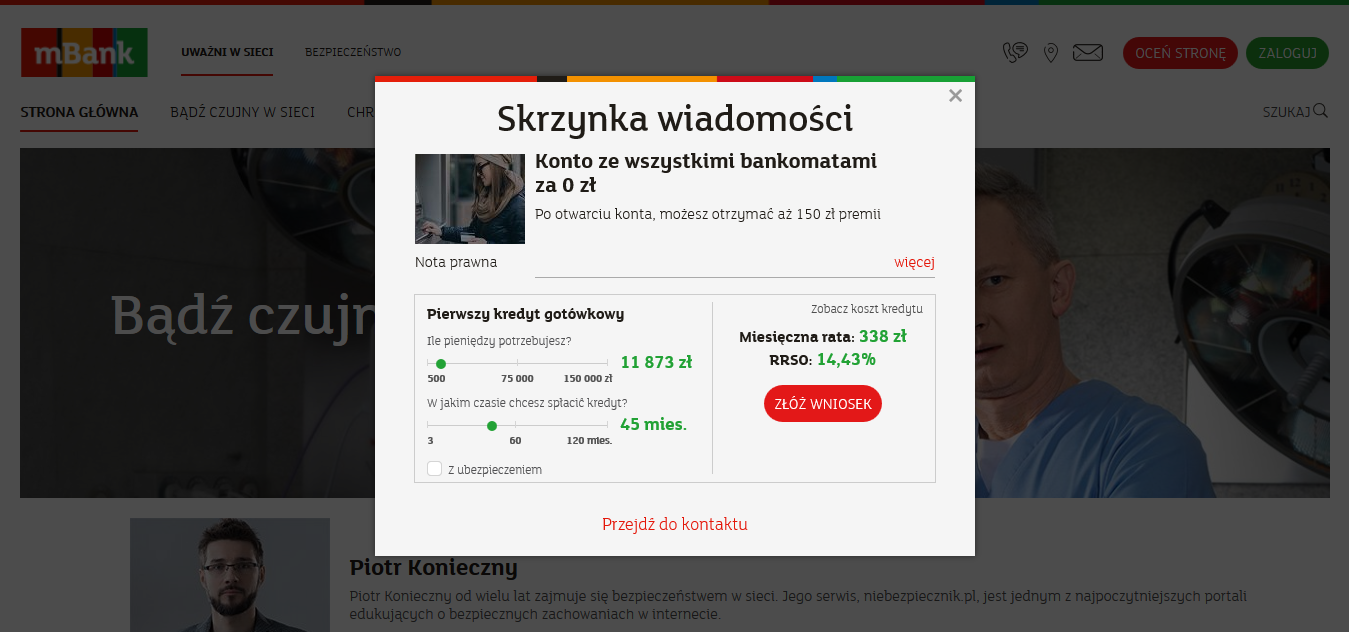 mBank
UWAŻNI W SIECI
BEZPIECZEŃSTWO
OCEŃ STRONĘ
ZALOGUJ
STRONA GŁÓWNA
BĄDŹ CZUJNY W SIECI
CHR
SZUKAJ
Bądź czujn
Skrzynka wiadomości
Konto ze wszystkimi bankomatami
za 0 zł
Po otwarciu konta, możesz otrzymać aż 150 zł premii
Nota prawna
więcej
Pierwszy kredyt gotówkowy
Ile pieniędzy potrzebujesz?
11 873 zł
500 75 000 150 000 zł
W jakim czasie chcesz spłacić kredyt?
45 mies.
3 60 120 mies.
Z ubezpieczeniem
Zobacz koszt kredytu
Miesięczna rata: 338 zł
RRSO: 14,43%
ZŁÓŻ WNIOSEK
Przejdź do kontaktu
Piotr Konieczny
Piotr Konieczny od wielu lat zajmuje się bezpieczeństwem w sieci. Jego serwis, niebezpiecznik.pl, jest jednym z najpoczytniejszych portali
edukujących o bezpiecznych zachowaniach w internecie.